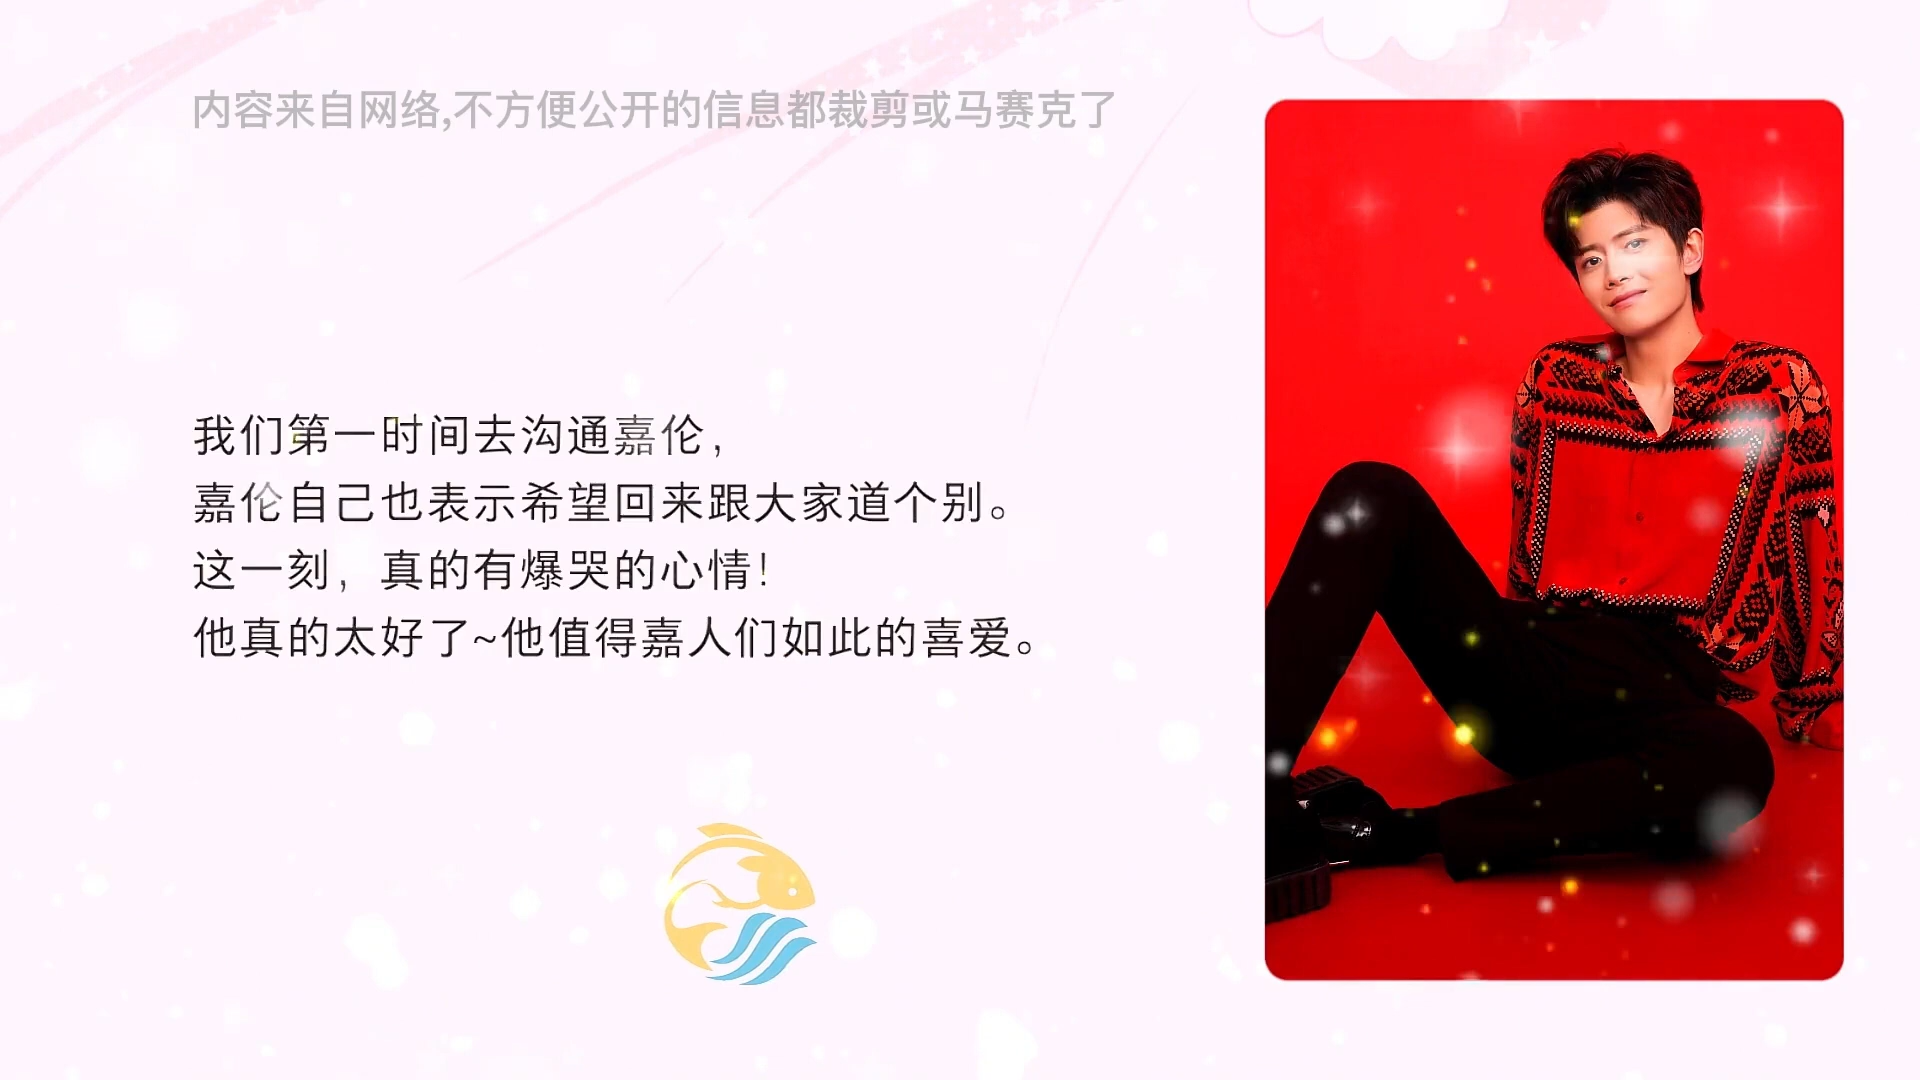 内容来自网络,不方便公开的信息都裁剪或马赛克了
我们第一时间去沟通嘉伦，
嘉伦自己也表示希望回来跟大家道个别。
这一刻，真的有爆哭的心情！
他真的太好了~他值得嘉人们如此的喜爱。